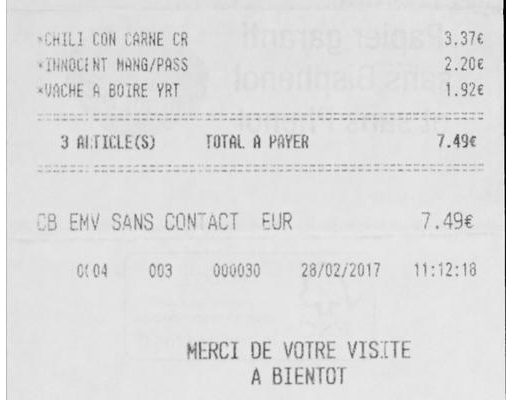 *CHILI CON CARNE CR 3.37€
*INNOCENT MANG/PASS 2.20€
*VACHE A BOIRE YRT 1.92€
3 ARTICLE(S) TOTAL A PAYER 7.49€
CB EMV SANS CONTACT EUR 7.49€
0004 003 000030 28/02/2017 11:12:18
MERCI DE VOTRE VISITE
A BIENTOT